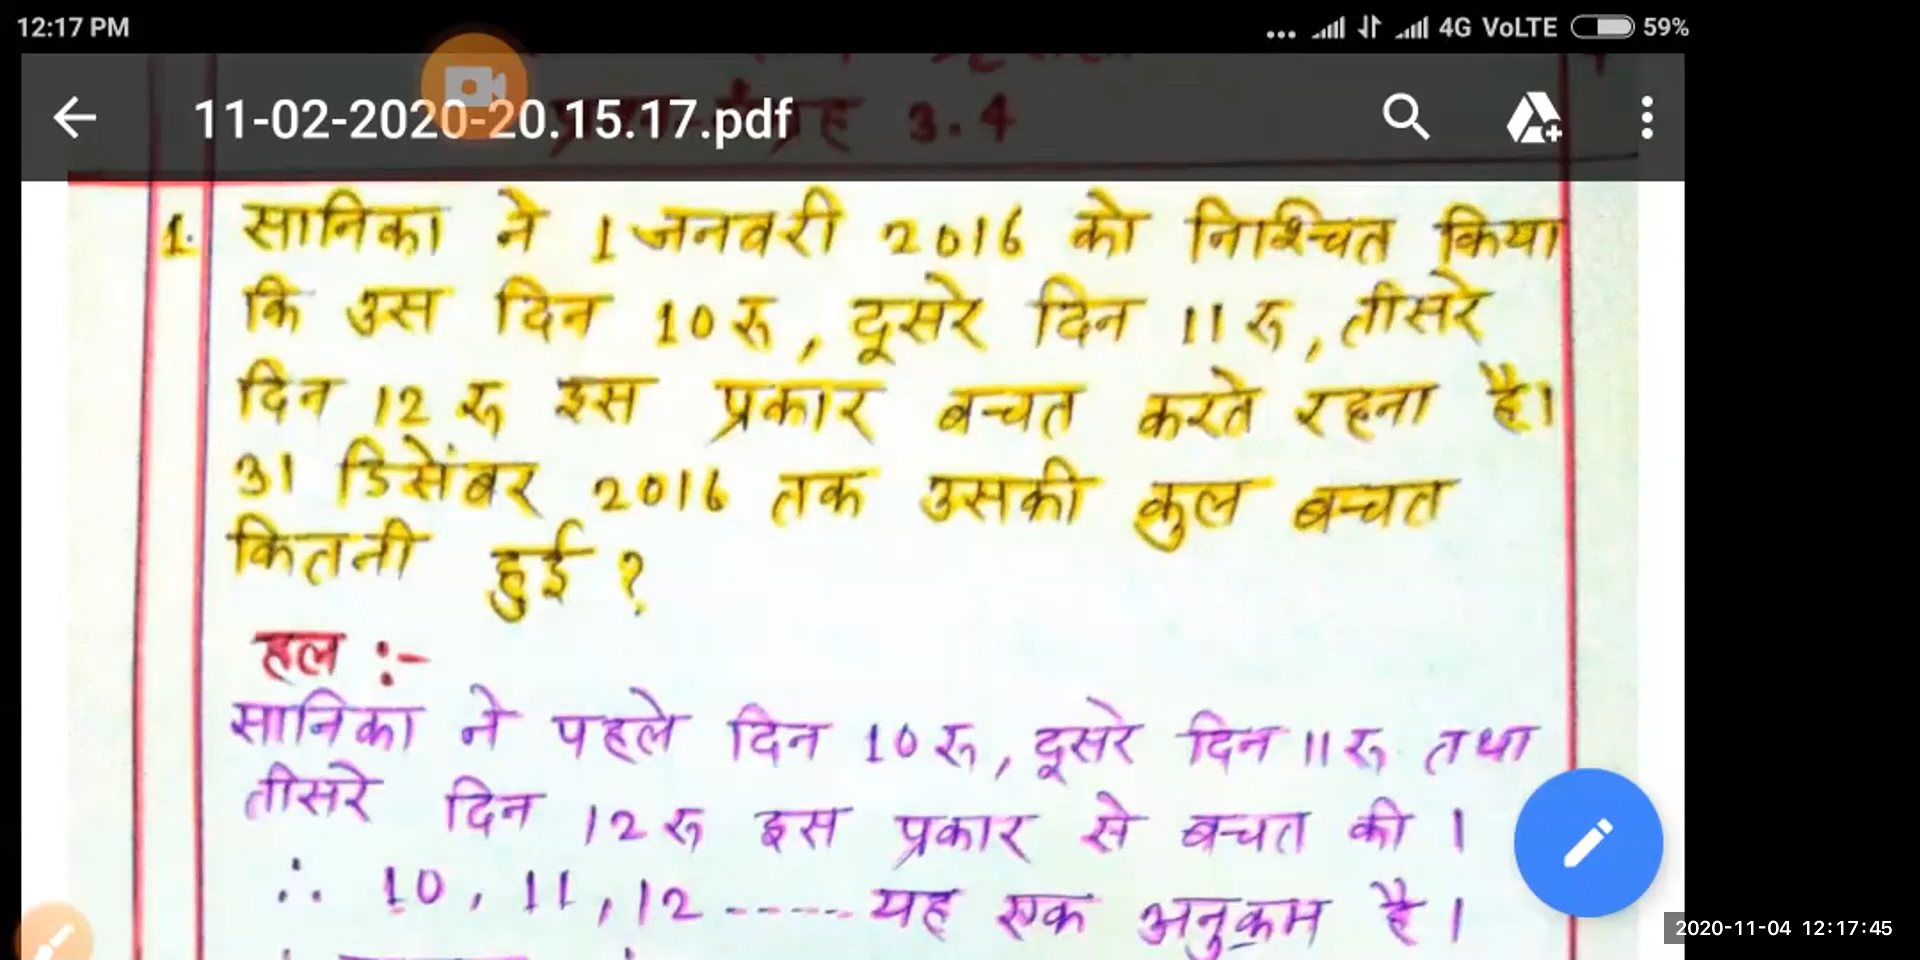 12:17 PM
... 4G VoLTE 59%
11-02-2020-20.15.17.pdf
3.4
1. सानिका ने 1 जनवरी 2016 को निश्चित किया
कि उस दिन 10 रू, दूसरे दिन 11 रू, तीसरे
दिन 12 रू इस प्रकार बचत करते रहना है।
31 डिसेंबर 2016 तक उसकी कुल बचत
कितनी हुई ?
हल :-
सानिका ने पहले दिन 10 रू, दूसरे दिन 11 रू. तथा
तीसरे दिन 12 रू इस प्रकार से बचत की ।
∴ 10, 11, 12 ----- यह एक अनुक्रम है ।
2020-11-04 12:17:45